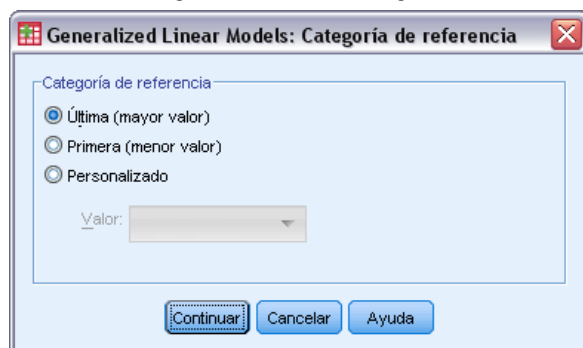 Generalized Linear Models: Categoría de referencia
Categoría de referencia
Última (mayor valor)
Primera (menor valor)
Personalizado
Valor:
Continuar Cancelar Ayuda